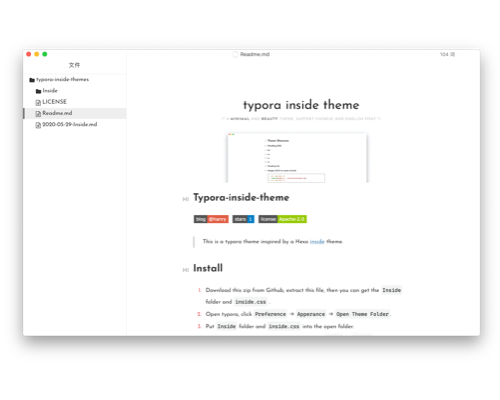 Readme.md
104 词
文件
typora-inside-themes
Inside
LICENSE
Readme.md
2020-05-29-Inside.md
typora inside theme
A MINIMAL AND BEAUTY THEME, SUPPORT CHINESE AND ENGLISH FONT
Typora-inside-theme
blog @Hanry stars 1 license Apache-2.0
This is a typora theme inspired by a Hexo inside theme.
Install
1. Download this zip from Github, extract this file, then you can get the Inside
folder and inside.css .
2. Open typora, click Preference → Apperance → Open Theme Folder.
3. Put Inside folder and inside.css into the open folder.